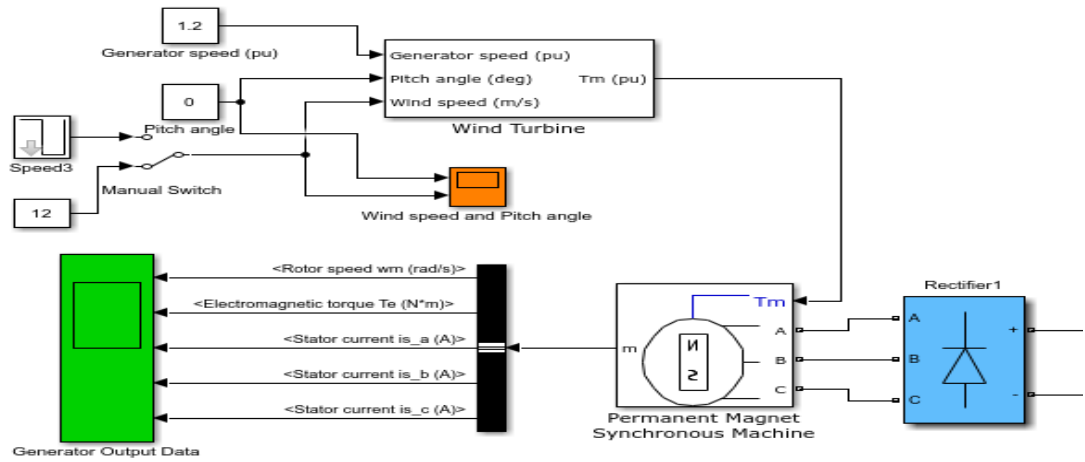 1.2
Generator speed (pu)
Generator speed (pu)
Pitch angle (deg)
Tm (pu)
Wind speed (m/s)
Wind Turbine
0
Pitch angle
Speed3
Manual Switch
12
Wind speed and Pitch angle
<Rotor speed wm (rad/s)>
<Electromagnetic torque Te (N*m)>
<Stator current is_a (A)>
<Stator current is_b (A)>
<Stator current is_c (A)>
Generator Output Data
m
Tm
N
S
A
B
C
Permanent Magnet
Synchronous Machine
Rectifier1
A
B
C
+
-